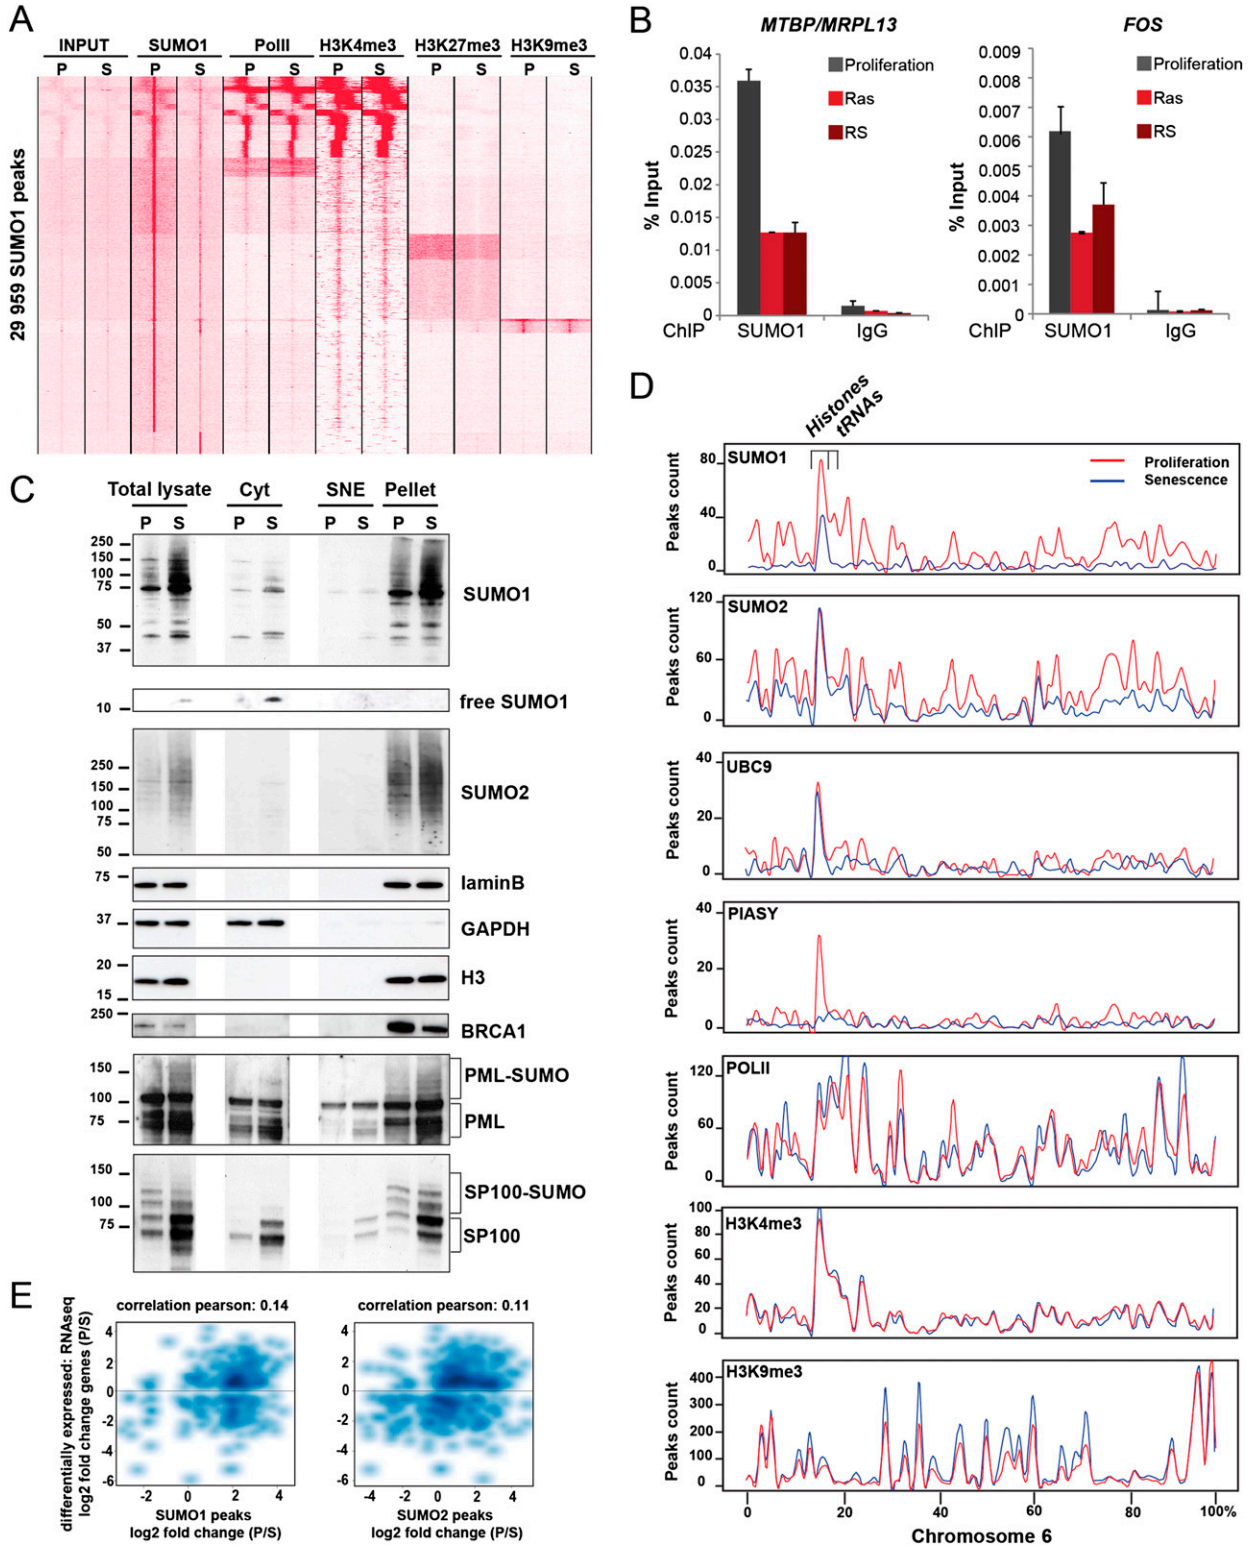 A
INPUT SUMO1 PolII H3K4me3 H3K27me3 H3K9me3
P S P S P S P S P S P S
29 959 SUMO1 peaks
B
MTBP/MRPL13
0.04
0.035
0.03
0.025
0.02
0.015
0.01
0.005
0
% Input
Proliferation
Ras
RS
ChIP SUMO1 IgG
FOS
0.009
0.008
0.007
0.006
0.005
0.004
0.003
0.002
0.001
0
% Input
Proliferation
Ras
RS
ChIP SUMO1 IgG
C
Total lysate Cyt SNE Pellet
P S P S P S P S
250
150
100
75
50
37
SUMO1
10
free SUMO1
250
150
100
75
50
SUMO2
75
laminB
37
GAPDH
20
15
H3
250
BRCA1
150
100
75
PML-SUMO
PML
150
100
75
SP100-SUMO
SP100
D
Histones
tRNAs
SUMO1
Proliferation
Senescence
80
40
0
Peaks count
SUMO2
120
60
0
Peaks count
UBC9
40
20
0
Peaks count
PIASY
40
20
0
Peaks count
POLII
120
60
0
Peaks count
H3K4me3
100
80
60
40
20
0
Peaks count
H3K9me3
400
300
200
100
0
Peaks count
0 20 40 60 80 100%
Chromosome 6
E
differentially expressed: RNAseq
log2 fold change genes (P/S)
correlation pearson: 0.14
4
2
0
-2
-4
-6
-2 0 2 4
SUMO1 peaks
log2 fold change (P/S)
correlation pearson: 0.11
4
2
0
-2
-4
-6
-4 -2 0 2 4
SUMO2 peaks
log2 fold change (P/S)